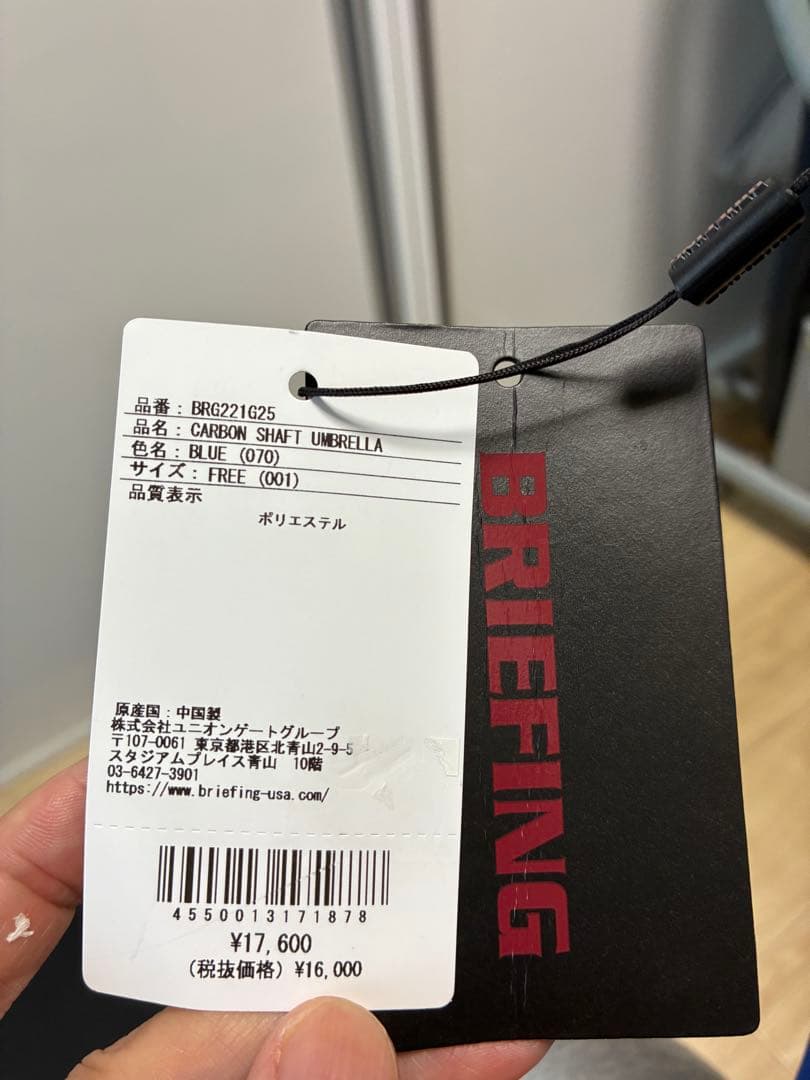 品番：BRG221G25
品名：CARBON SHAFT UMBRELLA
色名：BLUE (070)
サイズ：FREE (001)
品質表示
ポリエステル
原産国：中国製
株式会社ユニオンゲートグループ
〒107-0061 東京都港区北青山2-9-5
スタジアムプレイス青山 10階
03-6427-3901
https://www.briefing-usa.com/
4550013171878
¥17,600
(税抜価格) ¥16,000
BRIEFING